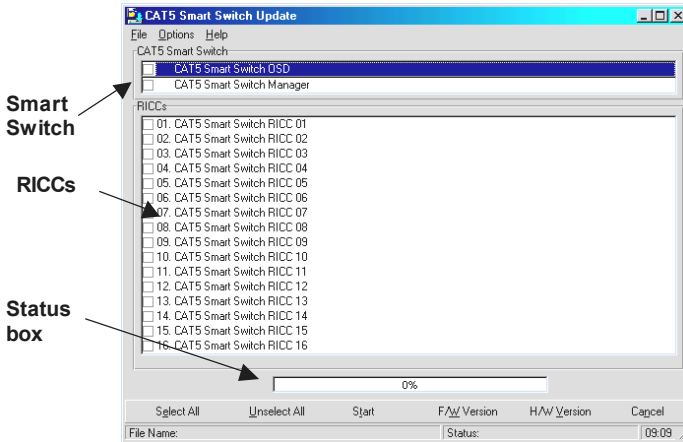 CAT5 Smart Switch Update
File Options Help
CAT5 Smart Switch
CAT5 Smart Switch OSD
CAT5 Smart Switch Manager
Smart
Switch
RICCs
01. CAT5 Smart Switch RICC 01
02. CAT5 Smart Switch RICC 02
03. CAT5 Smart Switch RICC 03
04. CAT5 Smart Switch RICC 04
05. CAT5 Smart Switch RICC 05
06. CAT5 Smart Switch RICC 06
07. CAT5 Smart Switch RICC 07
08. CAT5 Smart Switch RICC 08
09. CAT5 Smart Switch RICC 09
10. CAT5 Smart Switch RICC 10
11. CAT5 Smart Switch RICC 11
12. CAT5 Smart Switch RICC 12
13. CAT5 Smart Switch RICC 13
14. CAT5 Smart Switch RICC 14
15. CAT5 Smart Switch RICC 15
16. CAT5 Smart Switch RICC 16
RICCs
Status
box
0%
Select All Unselect All Start F/W Version H/W Version Cancel
File Name: Status: 09:09